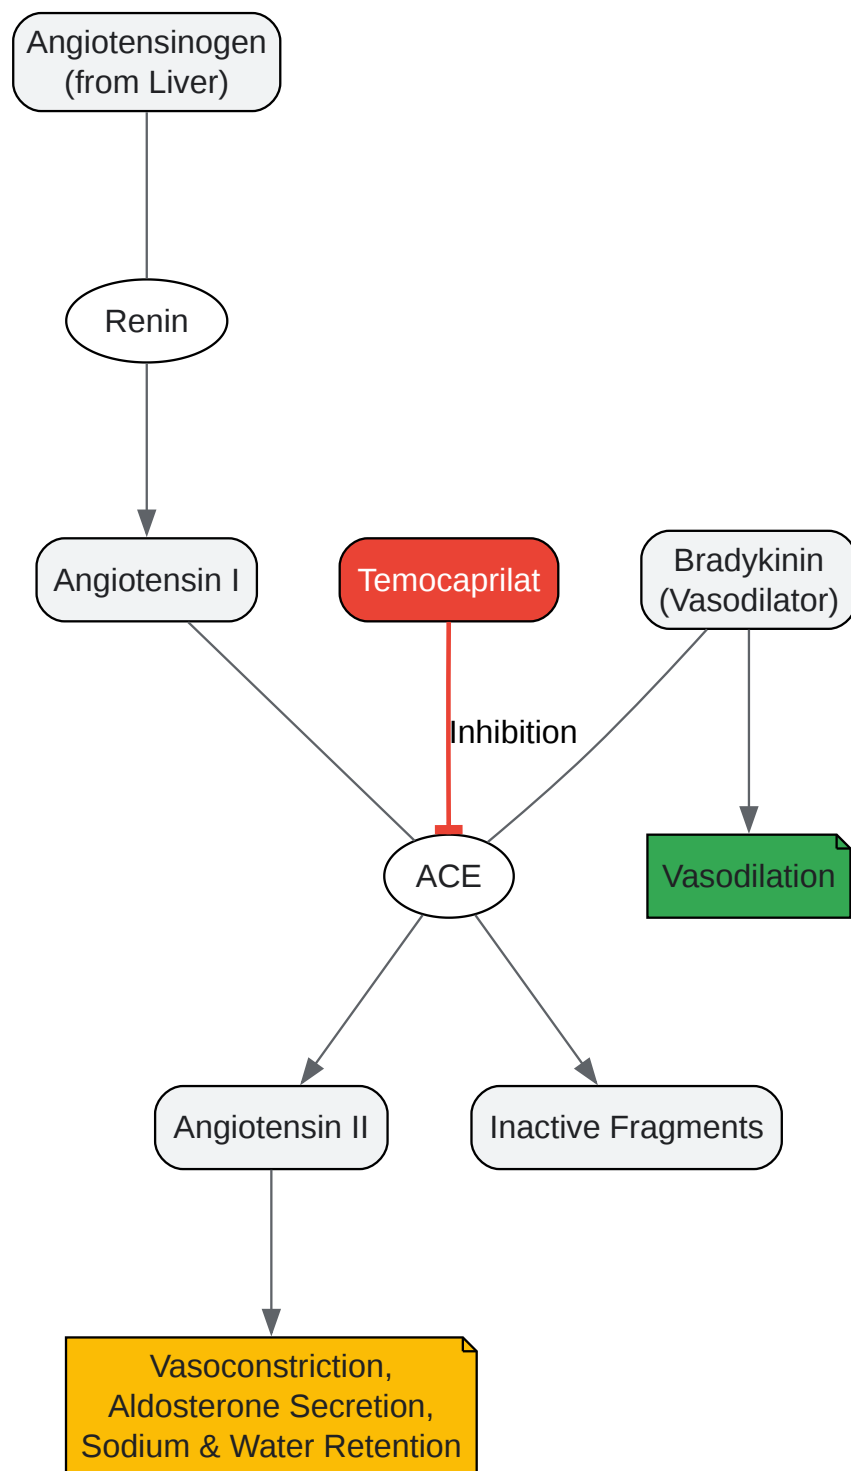 Angiotensinogen
(from Liver)
Renin
Angiotensin I
Temocaprilat
Bradykinin
(Vasodilator)
Inhibition
ACE
Vasodilation
Angiotensin II
Inactive Fragments
Vasoconstriction,
Aldosterone Secretion,
Sodium & Water Retention